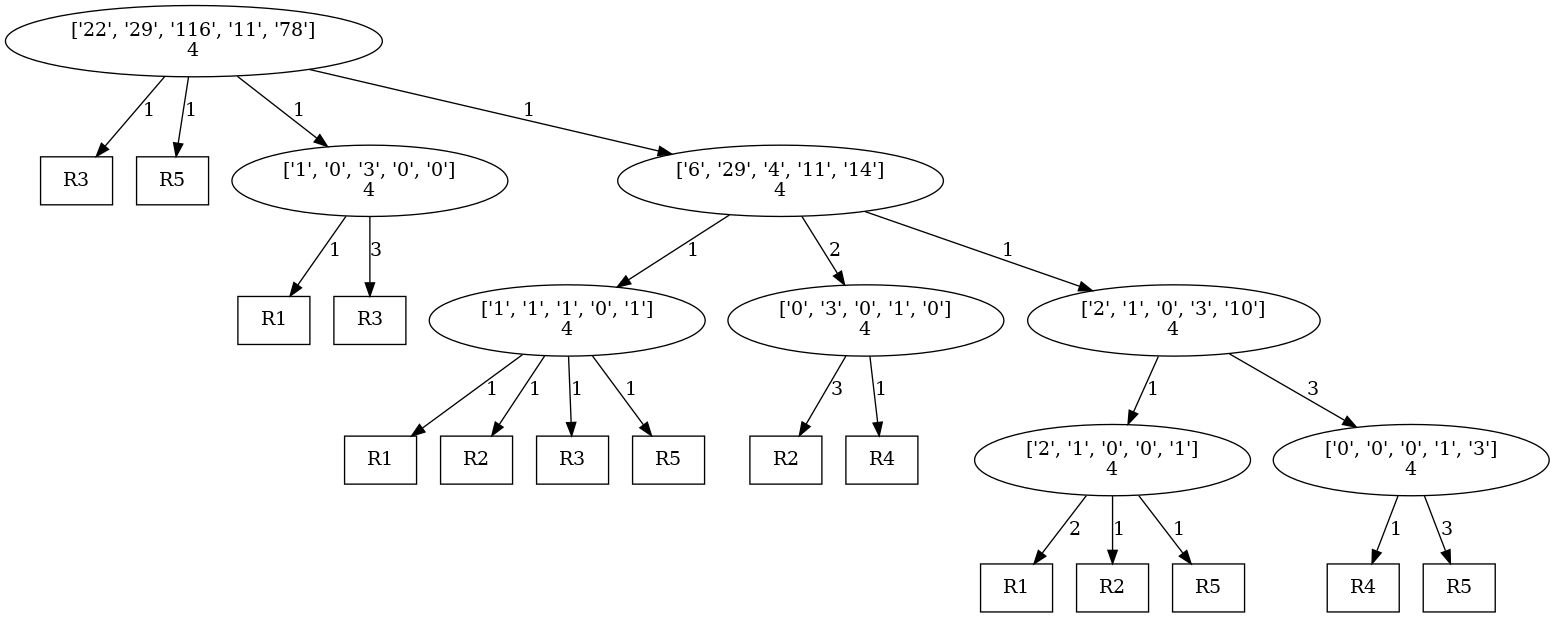 ['22', '29', '116', '11', '78']
4
1 1 1 1
R3 R5 ['1', '0', '3', '0', '0']
4
['6', '29', '4', '11', '14']
4
1 3 1 2 1
R1 R3 ['1', '1', '1', '0', '1']
4
['0', '3', '0', '1', '0']
4
['2', '1', '0', '3', '10']
4
1 1 1 1 3 1 1 3
R1 R2 R3 R5 R2 R4 ['2', '1', '0', '0', '1']
4
['0', '0', '0', '1', '3']
4
2 1 1 1 3
R1 R2 R5 R4 R5